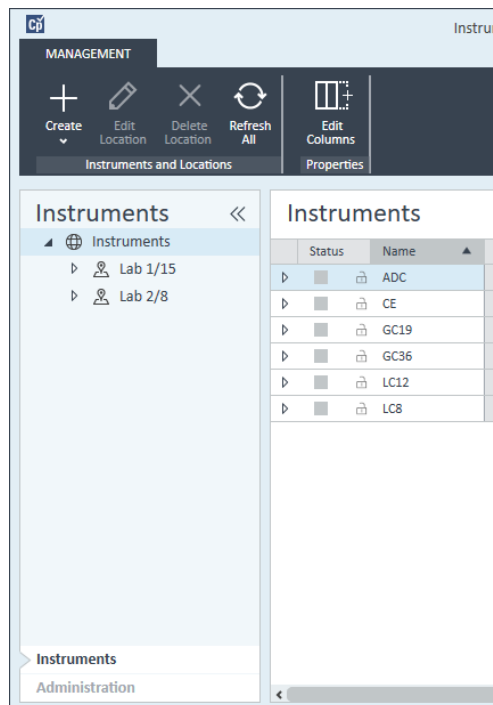 Cp
Instru
MANAGEMENT
Create
Edit Location
Delete Location
Refresh All
Edit Columns
Instruments and Locations
Properties
Instruments
Instruments
Lab 1/15
Lab 2/8
Instruments
Administration
Instruments
Status Name
ADC
CE
GC19
GC36
LC12
LC8